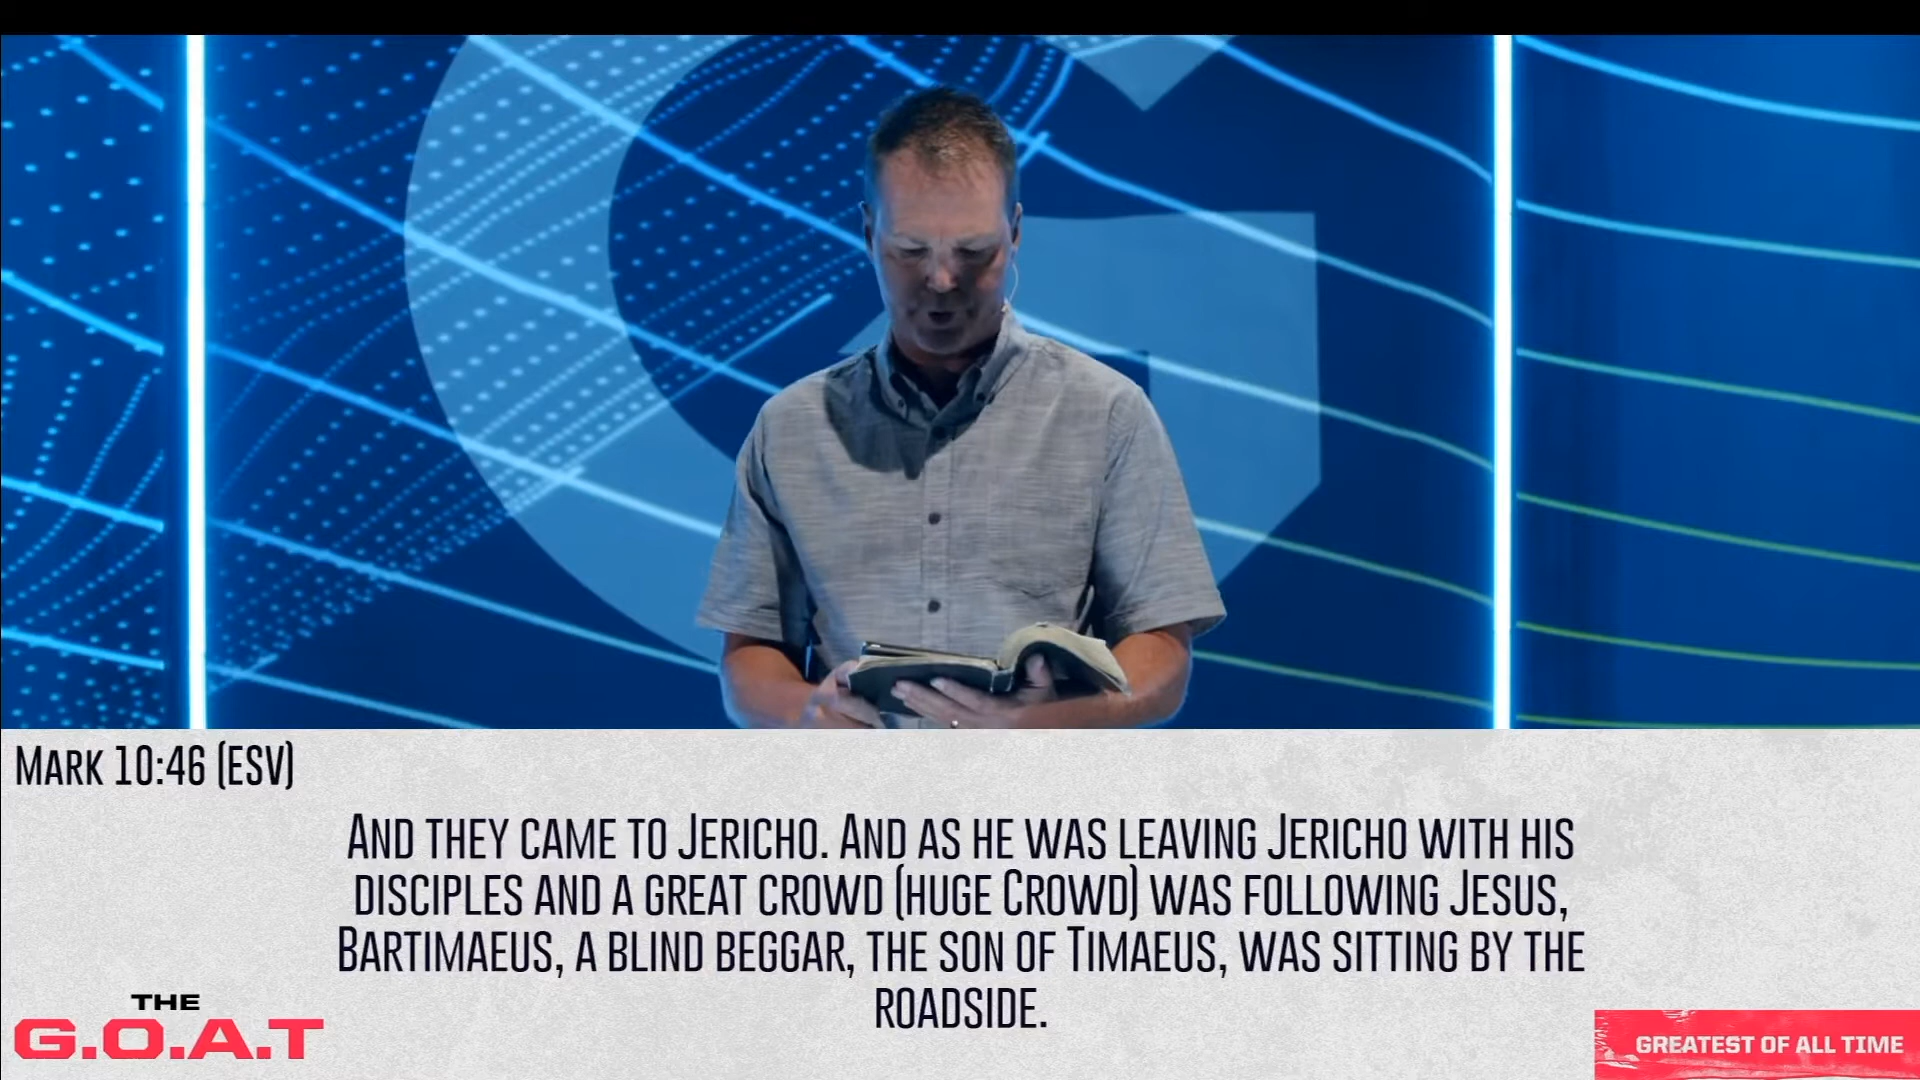 Mark 10:46 (ESV)
And they came to Jericho. And as he was leaving Jericho with his
disciples and a great crowd (huge Crowd) was following Jesus,
Bartimaeus, a blind beggar, the son of Timaeus, was sitting by the
roadside.
THE
G.O.A.T
GREATEST OF ALL TIME